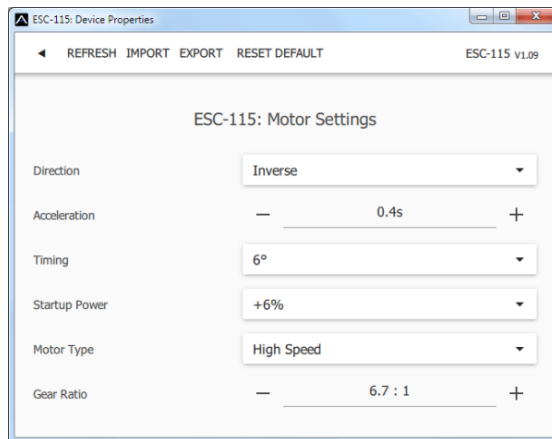 ESC-115: Device Properties
◄ REFRESH IMPORT EXPORT RESET DEFAULT ESC-115 V1.09
ESC-115: Motor Settings
Direction Inverse
Acceleration — 0.4s +
Timing 6°
Startup Power +6%
Motor Type High Speed
Gear Ratio — 6.7 : 1 +